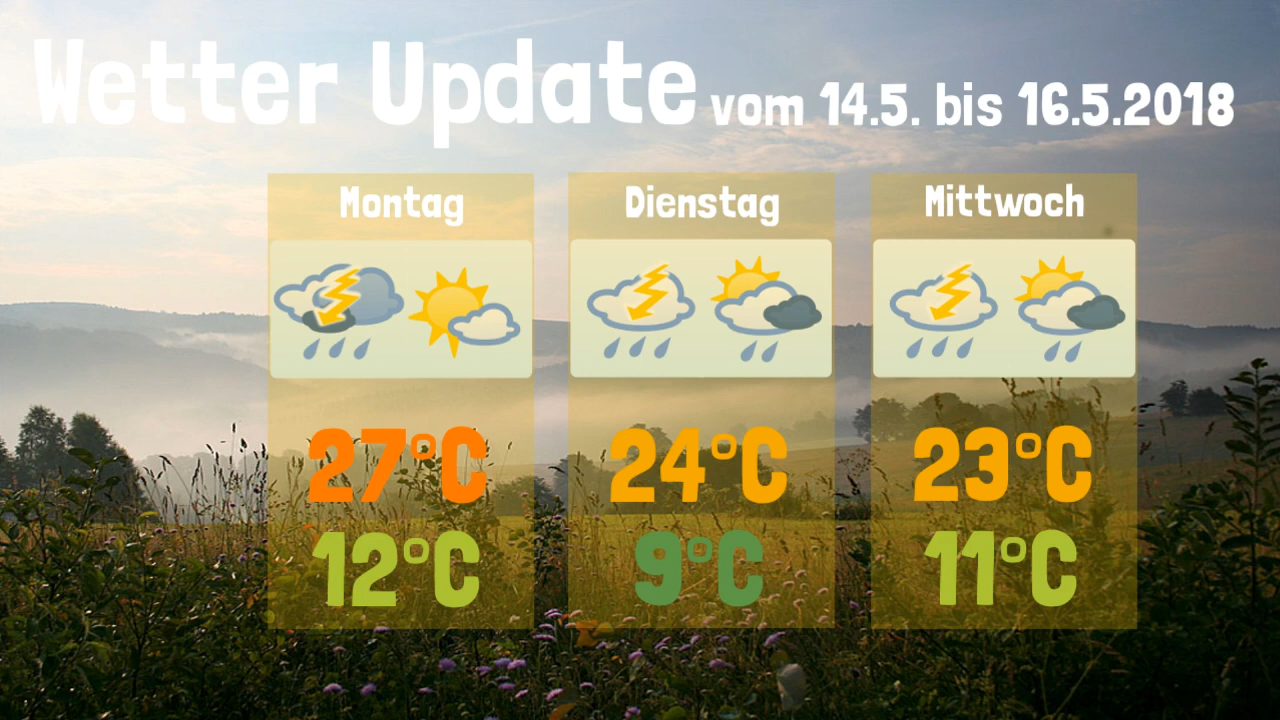 Wetter Update vom 14.5. bis 16.5.2018
Montag
27°C
12°C
Dienstag
24°C
9°C
Mittwoch
23°C
11°C